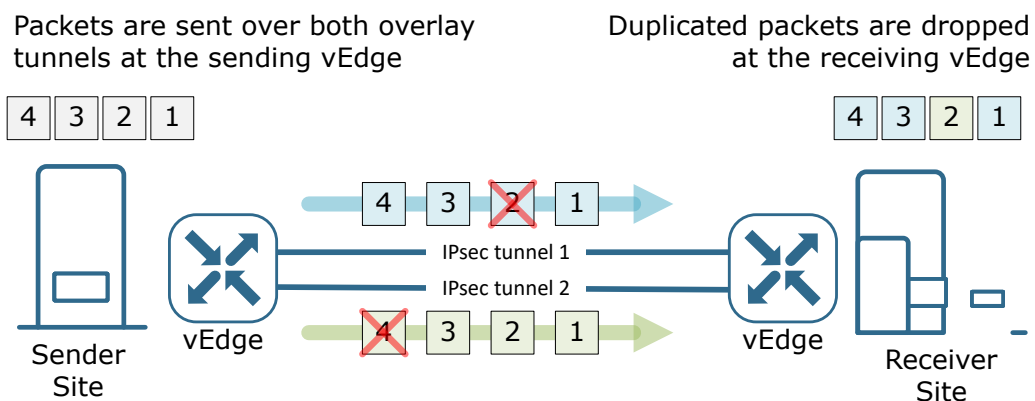 Packets are sent over both overlay
tunnels at the sending vEdge
Duplicated packets are dropped
at the receiving vEdge
4 3 2 1
4 3 2 1
4 3 2 1
IPsec tunnel 1
IPsec tunnel 2
4 3 2 1
vEdge
vEdge
Sender
Site
Receiver
Site